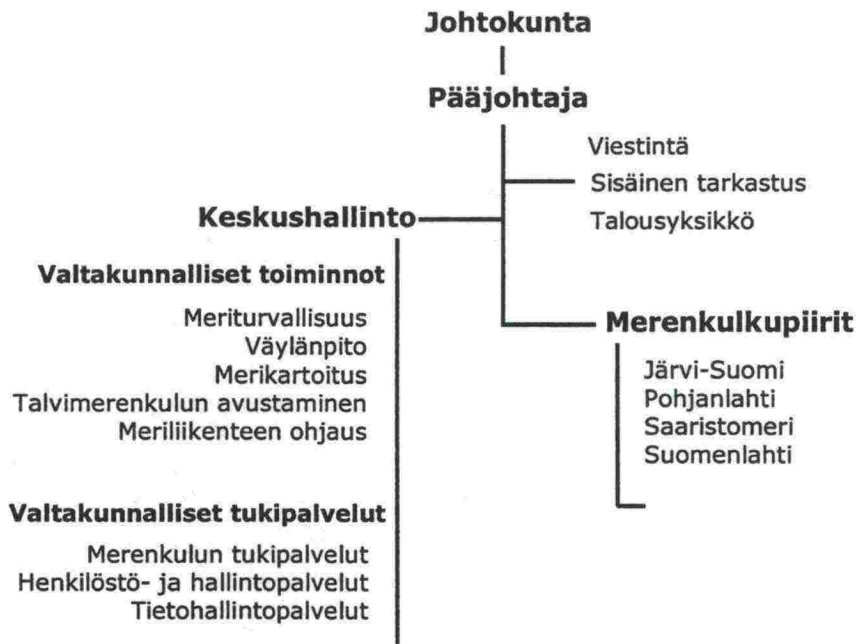 Johtokunta
Pääjohtaja
Viestintä
Sisäinen tarkastus
Talousyksikkö
Keskushallinto
Valtakunnalliset toiminnot
Meriturvallisuus
Väylänpito
Merikartoitus
Talvimerenkulun avustaminen
Meriliikenteen ohjaus
Valtakunnalliset tukipalvelut
Merenkulun tukipalvelut
Henkilöstö- ja hallintopalvelut
Tietohallintopalvelut
Merenkulkupiirit
Järvi-Suomi
Pohjanlahti
Saaristomeri
Suomenlahti